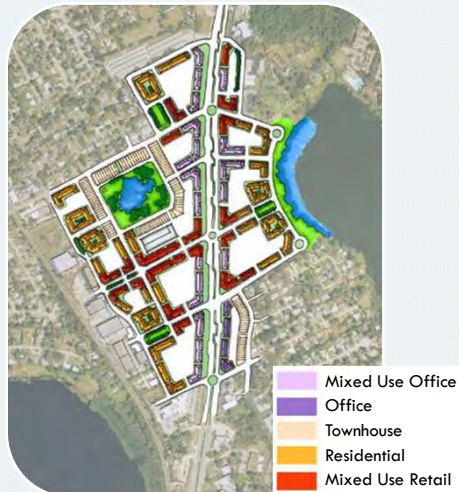 Mixed Use Office
Office
Townhouse
Residential
Mixed Use Retail